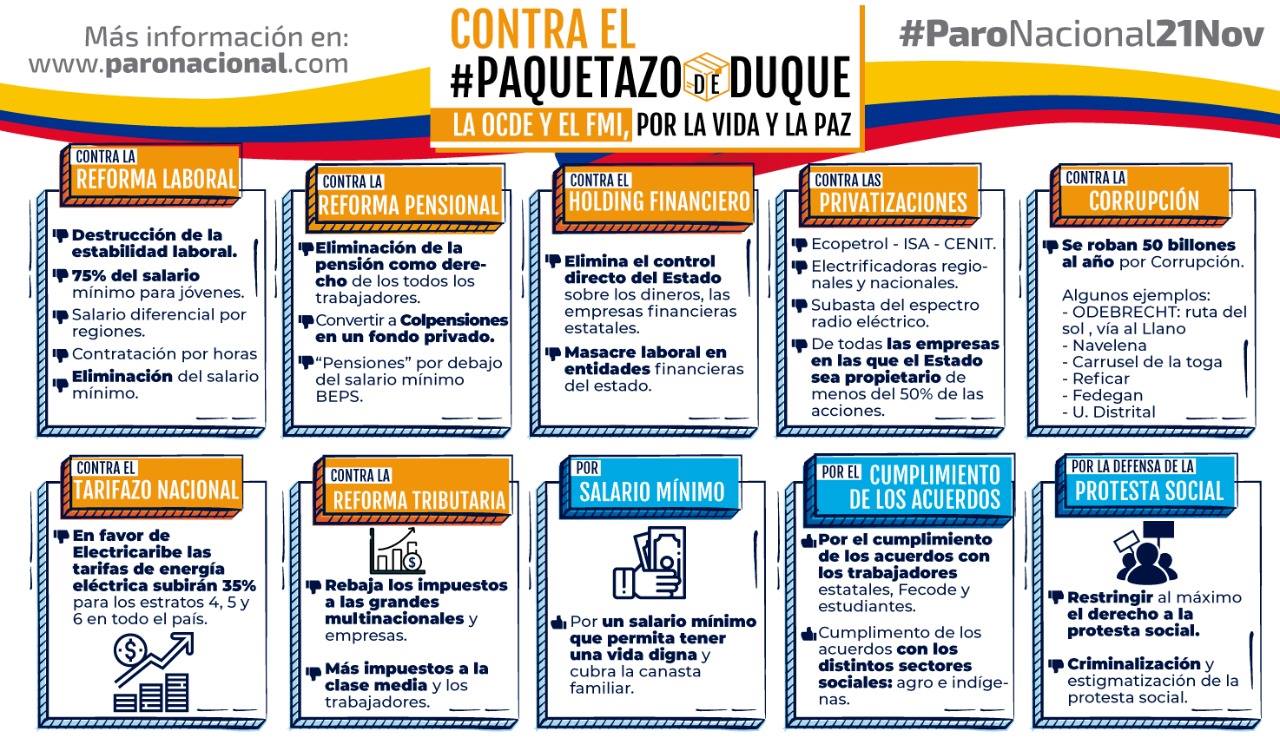 Más información en:
www.paronacional.com
CONTRA EL
#PAQUETAZO DE DUQUE
LA OCDE Y EL FMI, POR LA VIDA Y LA PAZ
#ParoNacional21Nov
CONTRA LA
REFORMA LABORAL
Destrucción de la
estabilidad laboral.
75% del salario
mínimo para jóvenes.
Salario diferencial por
regiones.
Contratación por horas
Eliminación del salario
mínimo.
CONTRA LA
REFORMA PENSIONAL
Eliminación de la
pensión como dere-
cho de los todos los
trabajadores.
Convertir a Colpensiones
en un fondo privado.
“Pensiones” por debajo
del salario mínimo
BEPS.
CONTRA EL
HOLDING FINANCIERO
Elimina el control
directo del Estado
sobre los dineros, las
empresas financieras
estatales.
Masacre laboral en
entidades financieras
del estado.
CONTRA LAS
PRIVATIZACIONES
Ecopetrol - ISA - CENIT.
Electrificadoras regio-
nales y nacionales.
Subasta del espectro
radio eléctrico.
De todas las empresas
en las que el Estado
sea propietario de
menos del 50% de las
acciones.
CONTRA LA
CORRUPCIÓN
Se roban 50 billones
al año por Corrupción.
Algunos ejemplos:
- ODEBRECHT: ruta del
sol , vía al Llano
- Navelena
- Carrusel de la toga
- Reficar
- Fedegan
- U. Distrital
CONTRA EL
TARIFAZO NACIONAL
En favor de
Electricaribe las
tarifas de energía
eléctrica subirán 35%
para los estratos 4, 5 y
6 en todo el país.
CONTRA LA
REFORMA TRIBUTARIA
Rebaja los impuestos
a las grandes
multinacionales y
empresas.
Más impuestos a la
clase media y los
trabajadores.
POR
SALARIO MÍNIMO
Por un salario mínimo
que permita tener
una vida digna y
cubra la canasta
familiar.
POR EL CUMPLIMIENTO
DE LOS ACUERDOS
Por el cumplimiento
de los acuerdos con
los trabajadores
estatales, Fecode y
estudiantes.
Cumplimento de los
acuerdos con los
distintos sectores
sociales: agro e indíge-
nas.
POR LA DEFENSA DE LA
PROTESTA SOCIAL
Restringir al máximo
el derecho a la
protesta social.
Criminalización y
estigmatización de la
protesta social.